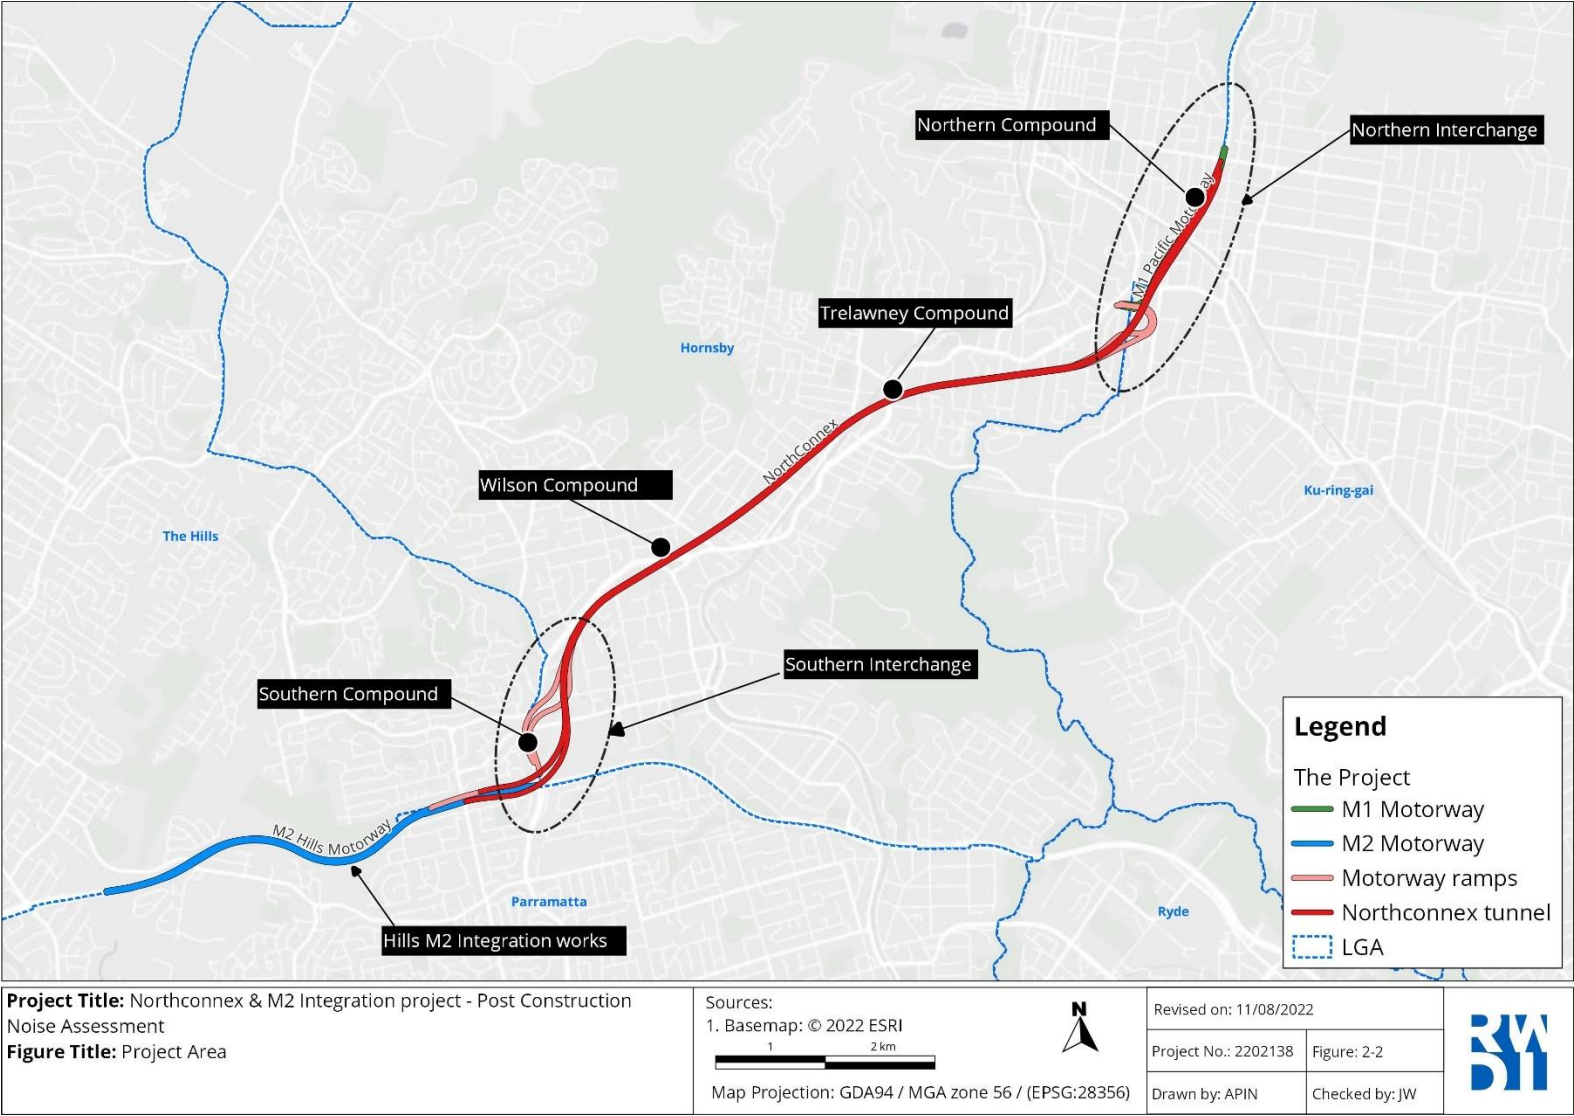 Northern Compound
Northern Interchange
M1 Pacific Motorway
Trelawney Compound
Hornsby
NorthConnex
Wilson Compound
Ku-ring-gai
The Hills
Southern Interchange
Southern Compound
M2 Hills Motorway
Parramatta
Ryde
Hills M2 Integration works
Legend
The Project
M1 Motorway
M2 Motorway
Motorway ramps
Northconnex tunnel
LGA
Project Title: Northconnex & M2 Integration project - Post Construction
Noise Assessment
Figure Title: Project Area
Sources:
1. Basemap: © 2022 ESRI
1 2 km
Map Projection: GDA94 / MGA zone 56 / (EPSG:28356)
N
Revised on: 11/08/2022
Project No.: 2202138
Figure: 2-2
Drawn by: APIN
Checked by: JW
RW
DI